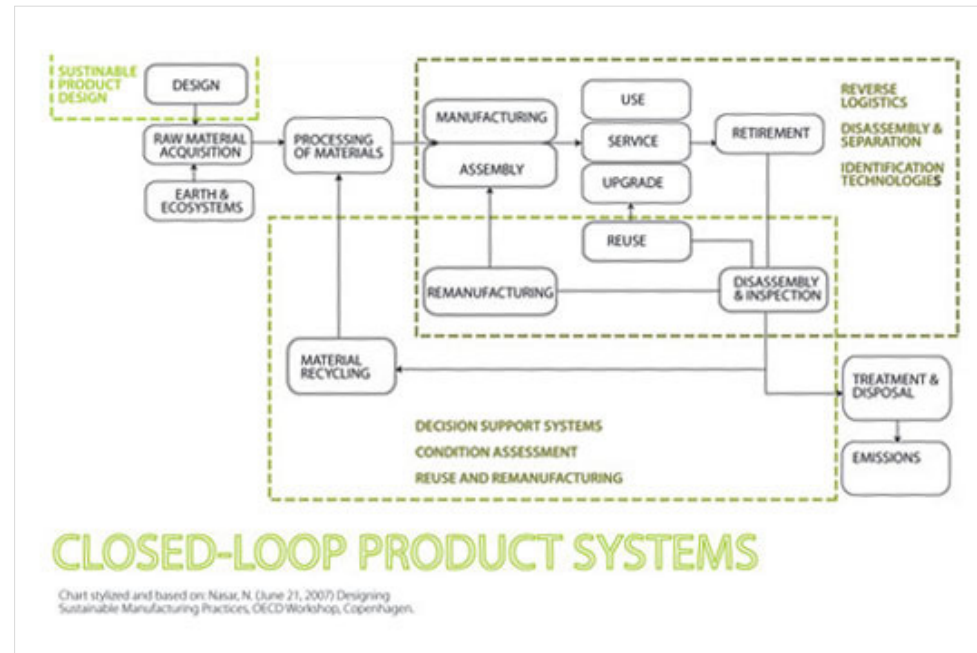 SUSTINABLE
PRODUCT
DESIGN
DESIGN
RAW MATERIAL
ACQUISITION
EARTH &
ECOSYSTEMS
PROCESSING
OF MATERIALS
MANUFACTURING
ASSEMBLY
USE
SERVICE
UPGRADE
REUSE
RETIREMENT
REVERSE
LOGISTICS
DISASSEMBLY &
SEPARATION
IDENTIFICATION
TECHNOLOGIES
REMANUFACTURING
DISASSEMBLY
& INSPECTION
MATERIAL
RECYCLING
TREATMENT &
DISPOSAL
EMISSIONS
DECISION SUPPORT SYSTEMS
CONDITION ASSESSMENT
REUSE AND REMANUFACTURING
CLOSED-LOOP PRODUCT SYSTEMS
Chart stylized and based on: Nasar, N. (June 21, 2007) Designing
Sustainable Manufacturing Practices, OECD Workshop, Copenhagen.